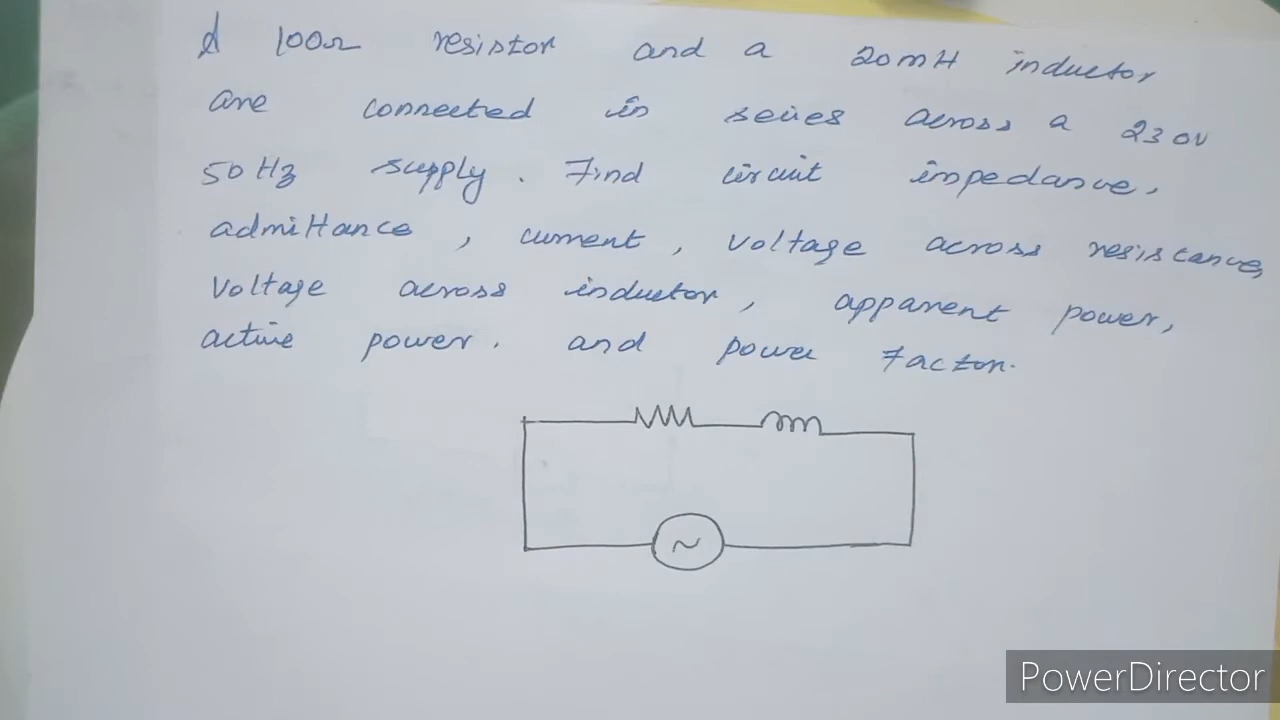 A 100Ω resistor and a 20mH inductor
are connected in series across a 230V
50Hz supply. Find circuit impedance,
admittance, current, voltage across resistance,
voltage across inductor, apparent power,
active power. and power factor.
~
PowerDirector